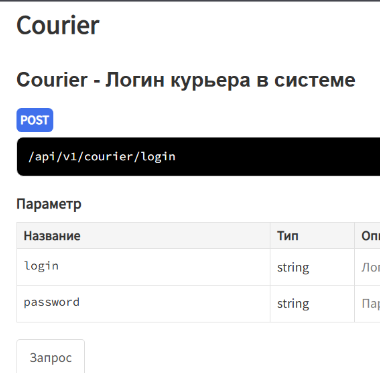 Courier
Courier - Логин курьера в системе
POST
/api/v1/courier/login
Параметр
Название Тип
login string
password string
Запрос